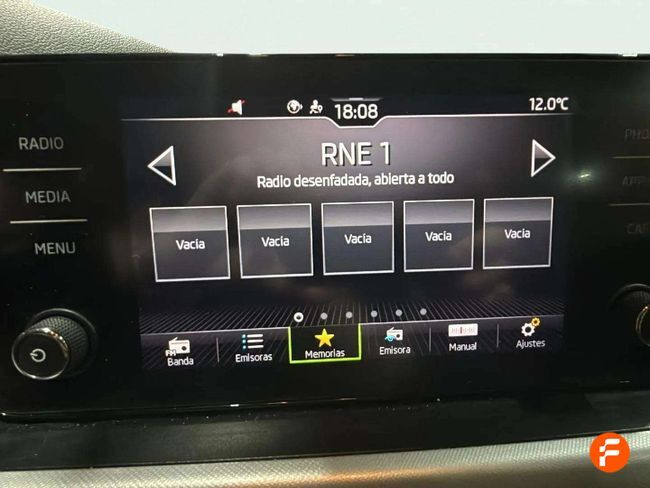 18:08
12.0°C
RADIO
MEDIA
MENU
RNE 1
Radio desenfadada, abierta a todo
Vacía
Vacía
Vacía
Vacía
Vacía
FM
Banda
Emisoras
Memorias
Emisora
Manual
Ajustes